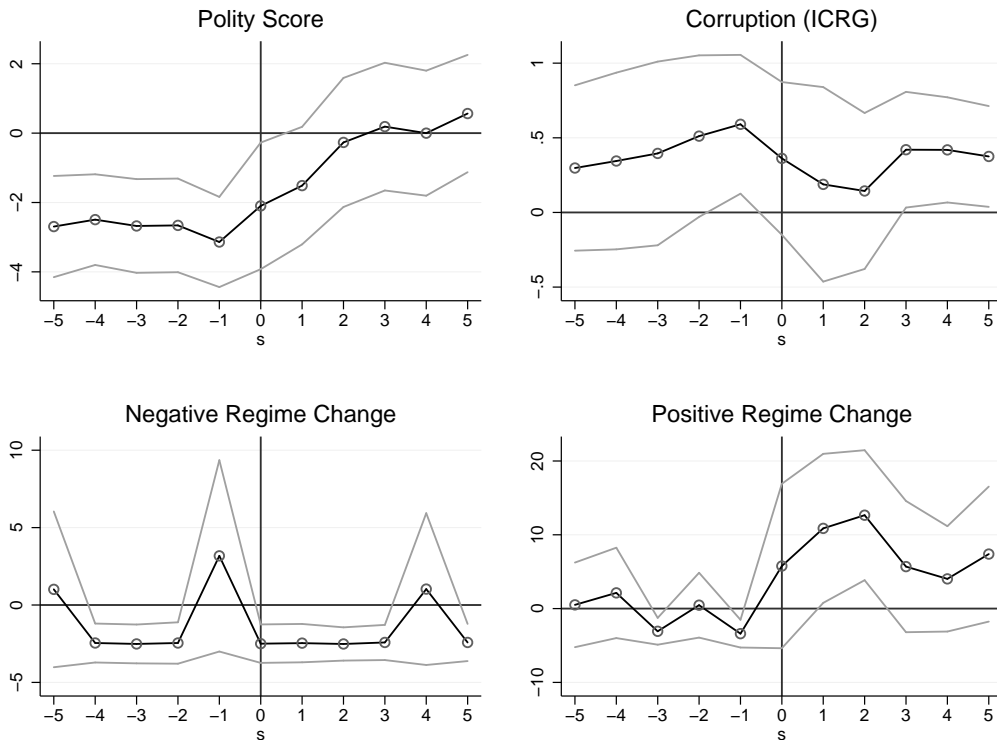 Polity Score
2
0
−2
−4
−5 −4 −3 −2 −1 0 1 2 3 4 5
s
Corruption (ICRG)
1
.5
0
−.5
−5 −4 −3 −2 −1 0 1 2 3 4 5
s
Negative Regime Change
10
5
0
−5
−5 −4 −3 −2 −1 0 1 2 3 4 5
s
Positive Regime Change
20
10
0
−10
−5 −4 −3 −2 −1 0 1 2 3 4 5
s